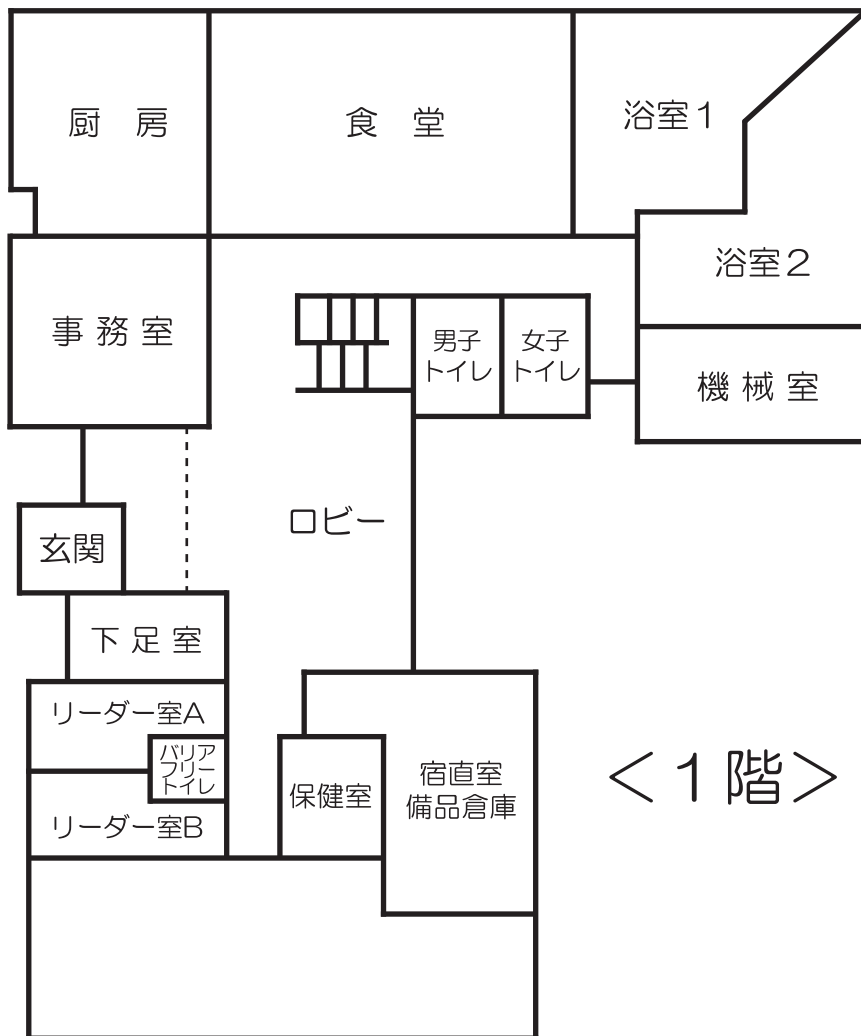 厨 房
食 堂
浴室1
浴室2
事 務 室
男子
トイレ
女子
トイレ
機 械 室
ロビー
玄関
下 足 室
リーダー室A
バリア
フリー
トイレ
リーダー室B
保健室
宿直室
備品倉庫
<1階>